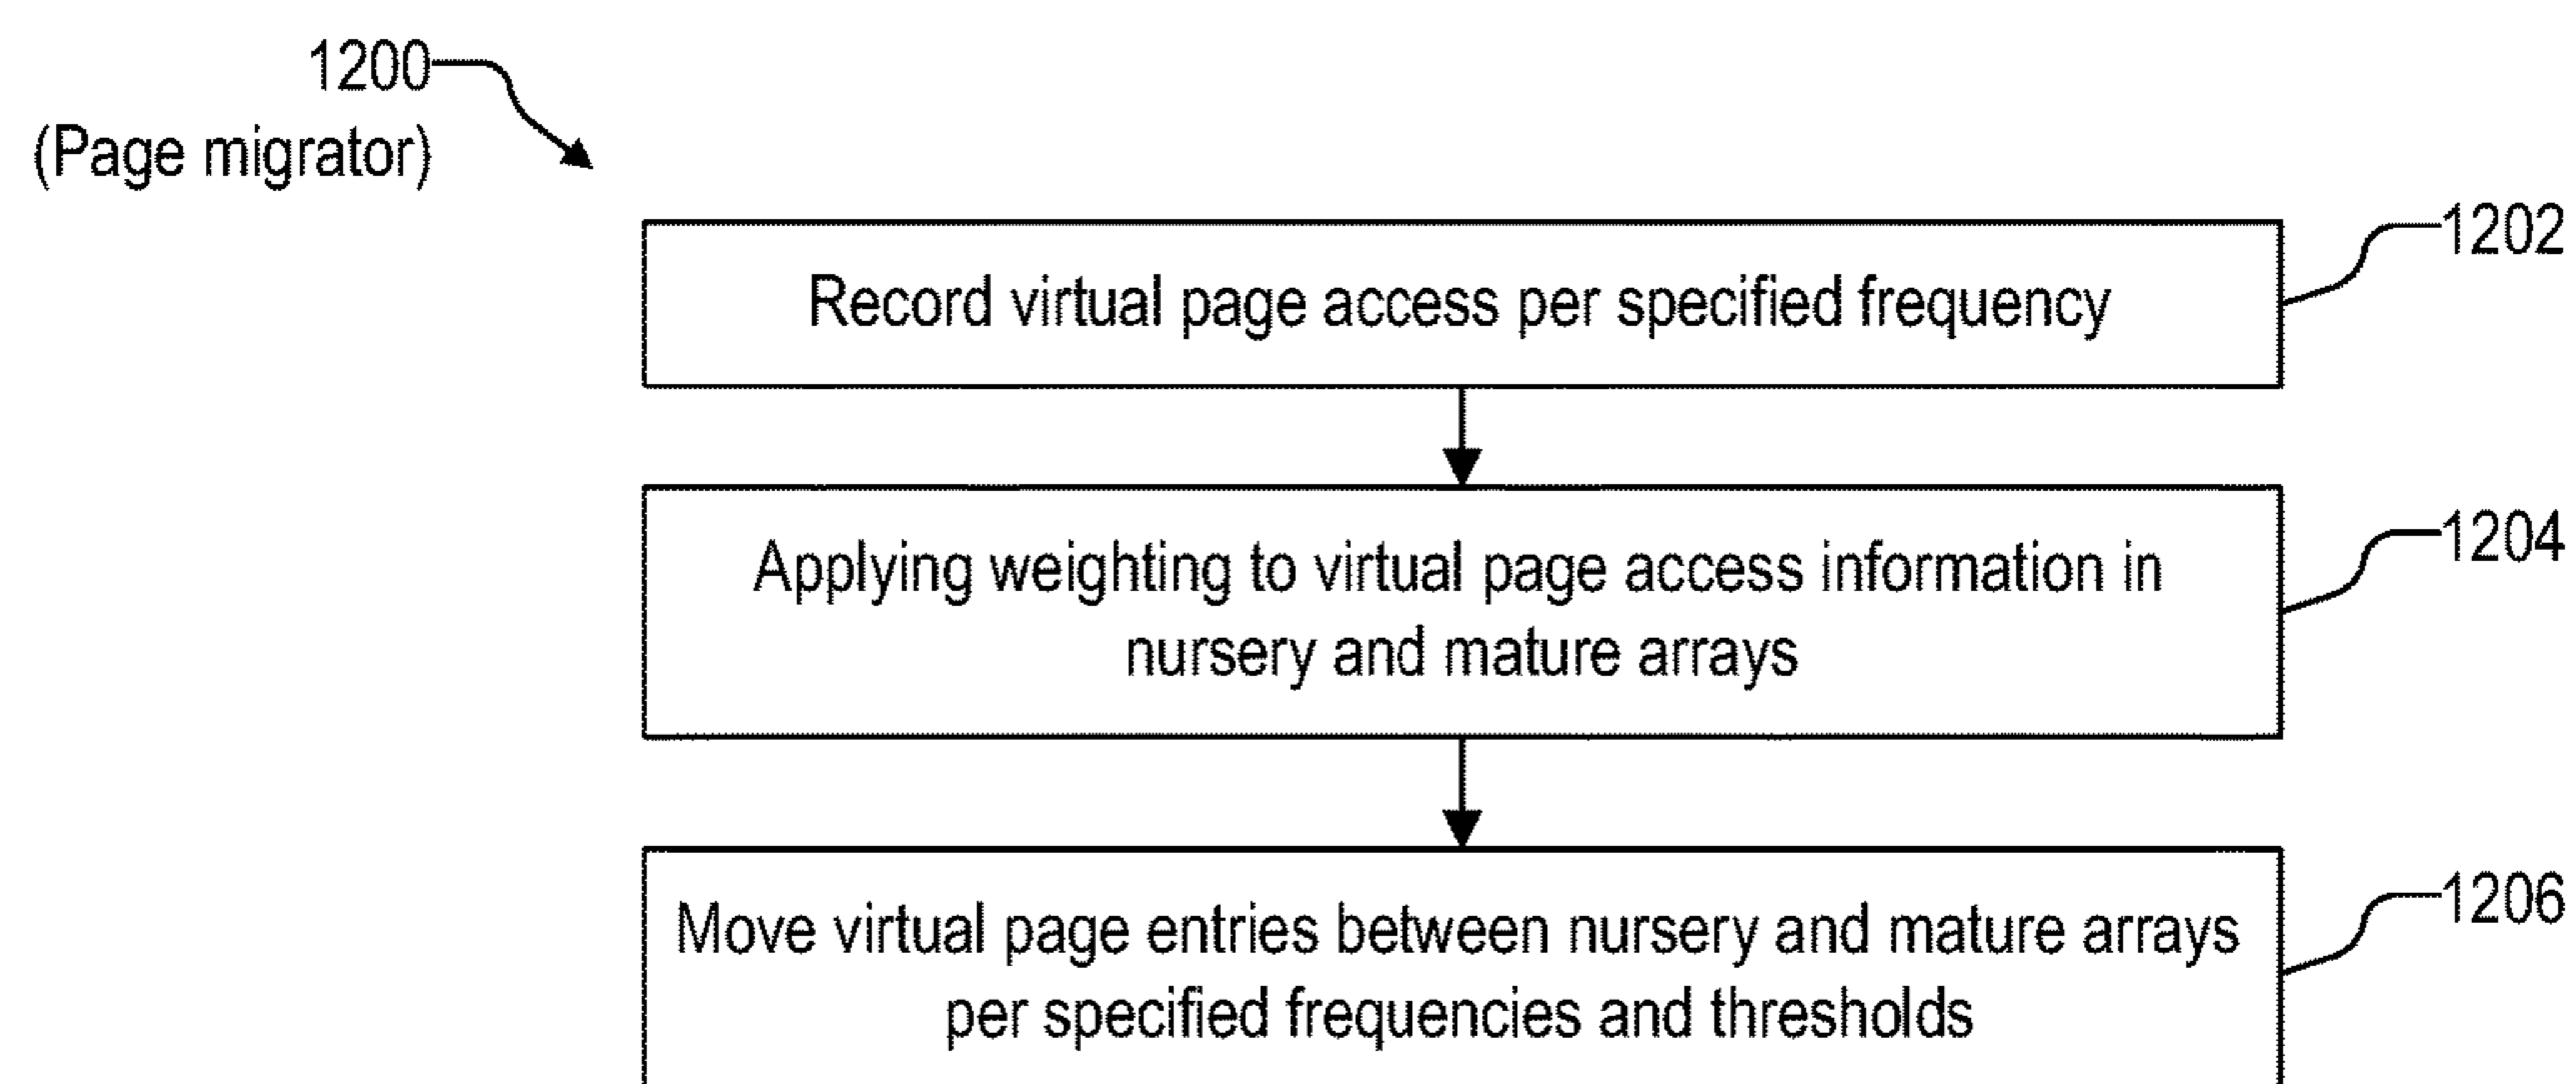 1200
(Page migrator)
1202
Record virtual page access per specified frequency
1204
Applying weighting to virtual page access information in
nursery and mature arrays
1206
Move virtual page entries between nursery and mature arrays
per specified frequencies and thresholds